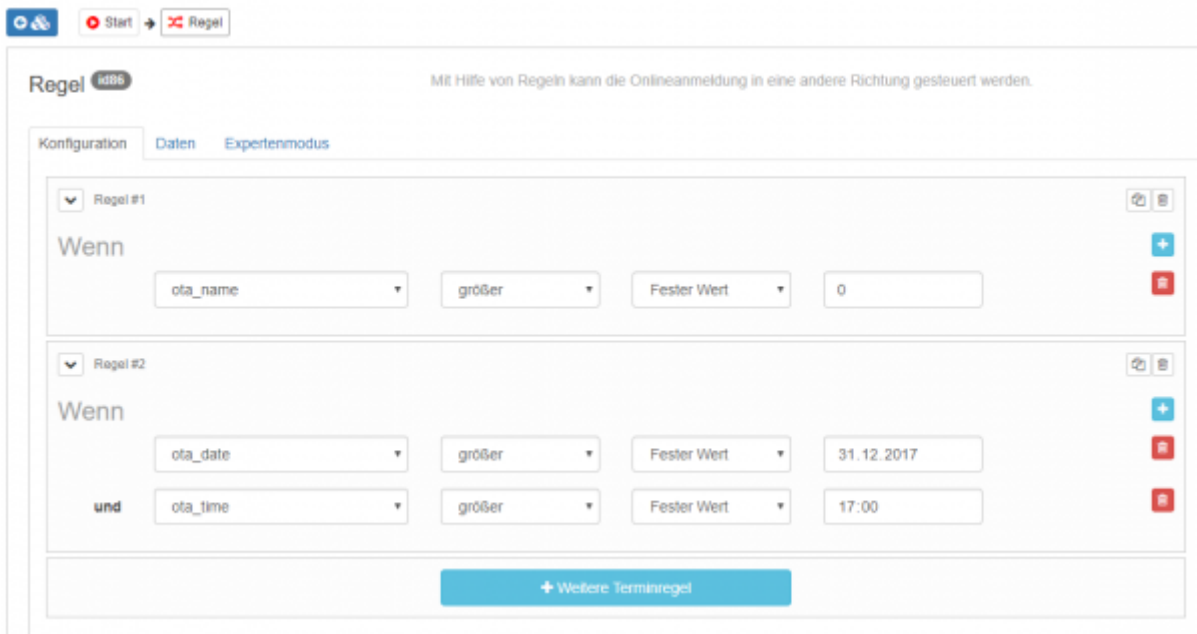 Start Regel
Regel id86
Mit Hilfe von Regeln kann die Onlineanmeldung in eine andere Richtung gesteuert werden.
Konfiguration Daten Expertenmodus
Regel #1
Wenn
ota_name größer Fester Wert 0
Regel #2
Wenn
ota_date größer Fester Wert 31.12.2017
und ota_time größer Fester Wert 17:00
+ Weitere Terminregel